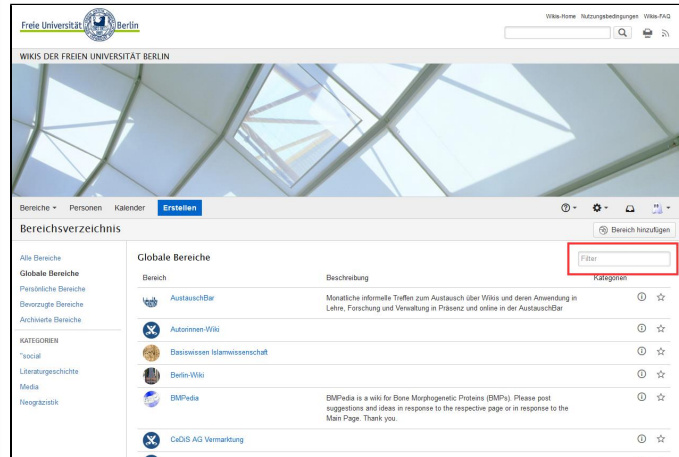 Freie Universität Berlin
Wikis-Home Nutzungsbedingungen Wikis-FAQ
WIKIS DER FREIEN UNIVERSITÄT BERLIN
Bereiche Personen Kalender Erstellen
Bereichsverzeichnis
Bereich hinzufügen
Alle Bereiche
Globale Bereiche
Persönliche Bereiche
Bevorzugte Bereiche
Archivierte Bereiche
KATEGORIEN
"social
Literaturgeschichte
Media
Neogräzistik
Globale Bereiche
Filter
Bereich Beschreibung Kategorien
AustauschBar
Monatliche informelle Treffen zum Austausch über Wikis und deren Anwendung in
Lehre, Forschung und Verwaltung in Präsenz und online in der AustauschBar
Autorinnen-Wiki
Basiswissen Islamwissenschaft
Berlin-Wiki
BMPedia
BMPedia is a wiki for Bone Morphogenetic Proteins (BMPs). Please post
suggestions and ideas in response to the respective page or in response to the
Main Page. Thank you.
CeDiS AG Vermarktung